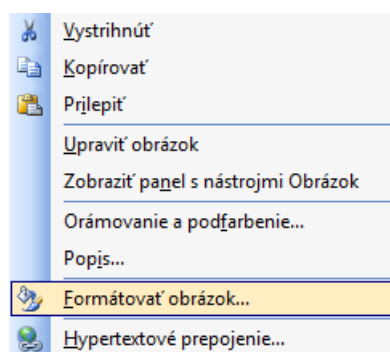 Vystrihnúť
Kopírovať
Prilepiť
Upraviť obrázok
Zobraziť panel s nástrojmi Obrázok
Orámovanie a podfarbenie...
Popis...
Formátovať obrázok...
Hypertextové prepojenie...